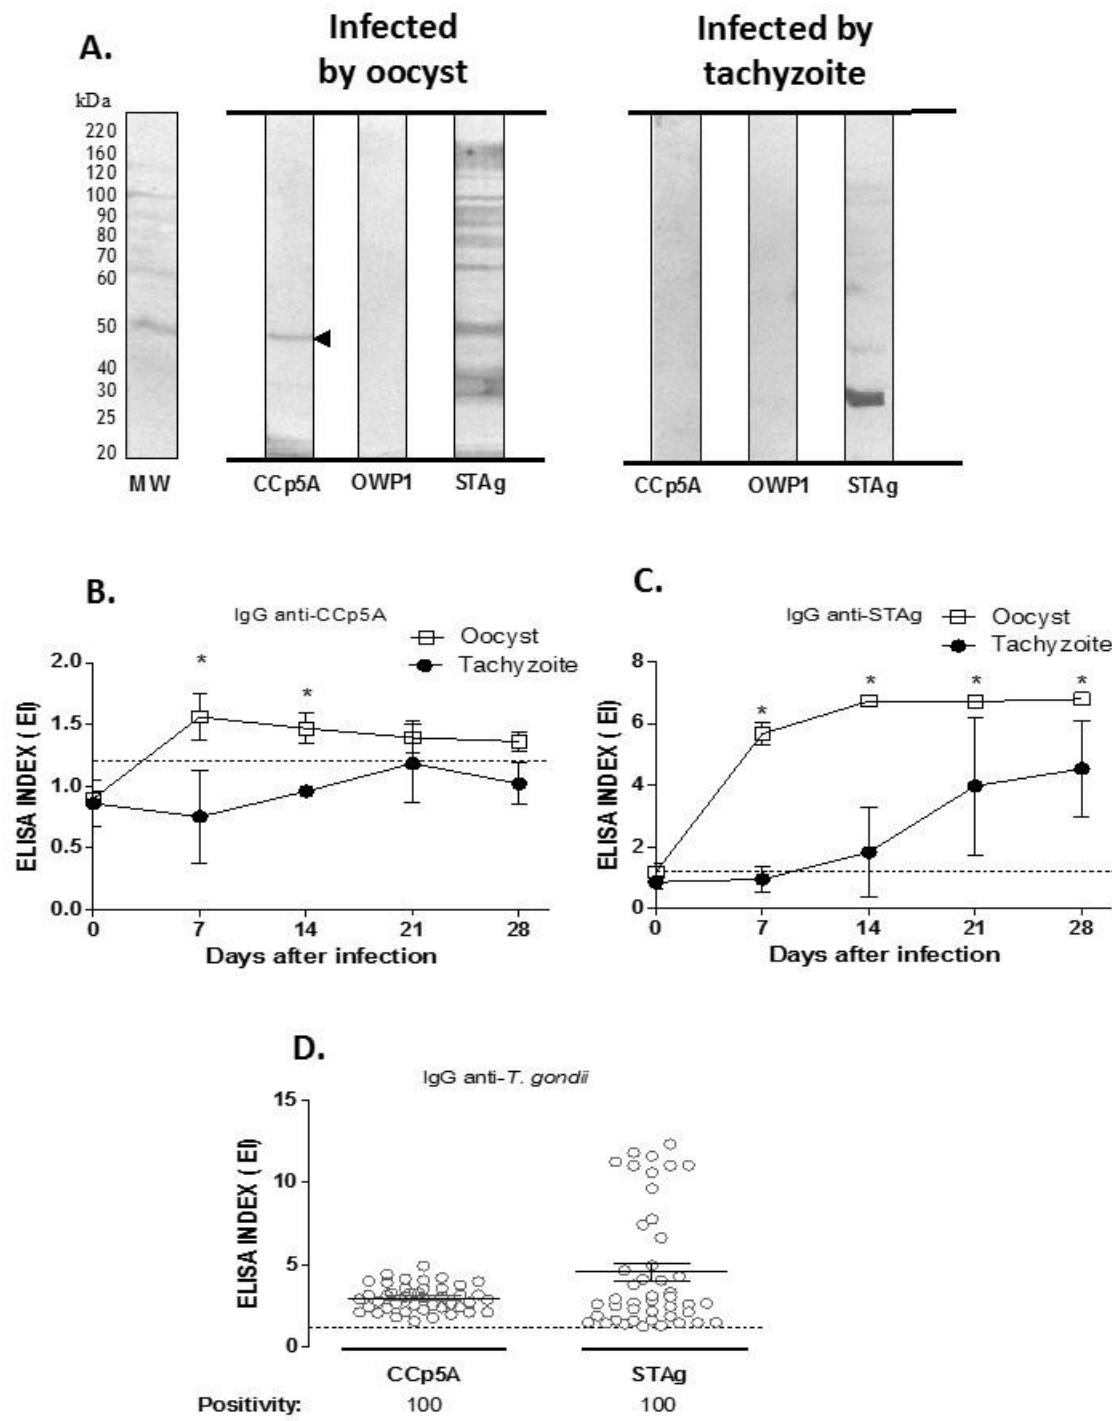 A.
Infected
by oocyst
Infected by
tachyzoite
kDa
220
160
120
100
90
80
70
60
50
40
30
25
20
MW
CCp5A
OWP1
STAg
CCp5A
OWP1
STAg
B.
IgG anti-CCp5A
Oocyst
Tachyzoite
ELISA INDEX ( EI)
2.0
*
*
1.5
1.0
0.5
0.0
0
7
14
21
28
Days after infection
C.
IgG anti-STAg
Oocyst
Tachyzoite
ELISA INDEX ( EI)
8
*
*
*
*
6
4
2
0
0
7
14
21
28
Days after infection
D.
IgG anti-T. gondii
ELISA INDEX ( EI)
15
10
5
0
CCp5A
STAg
Positivity:
100
100